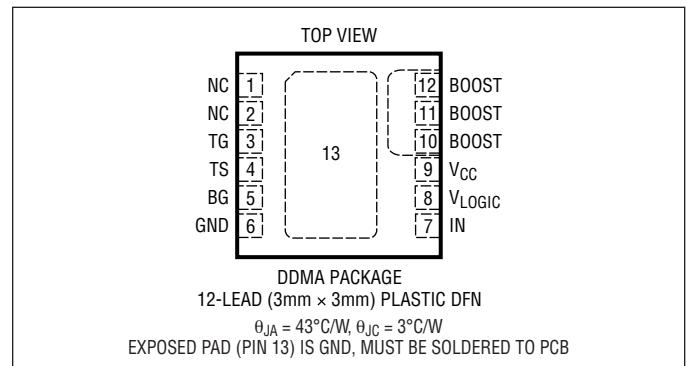 TOP VIEW
NC 1 12 BOOST
NC 2 11 BOOST
TG 3 10 BOOST
13
TS 4 9 VCC
BG 5 8 VLOGIC
GND 6 7 IN
DDMA PACKAGE
12-LEAD (3mm × 3mm) PLASTIC DFN
θJA = 43°C/W, θJC = 3°C/W
EXPOSED PAD (PIN 13) IS GND, MUST BE SOLDERED TO PCB